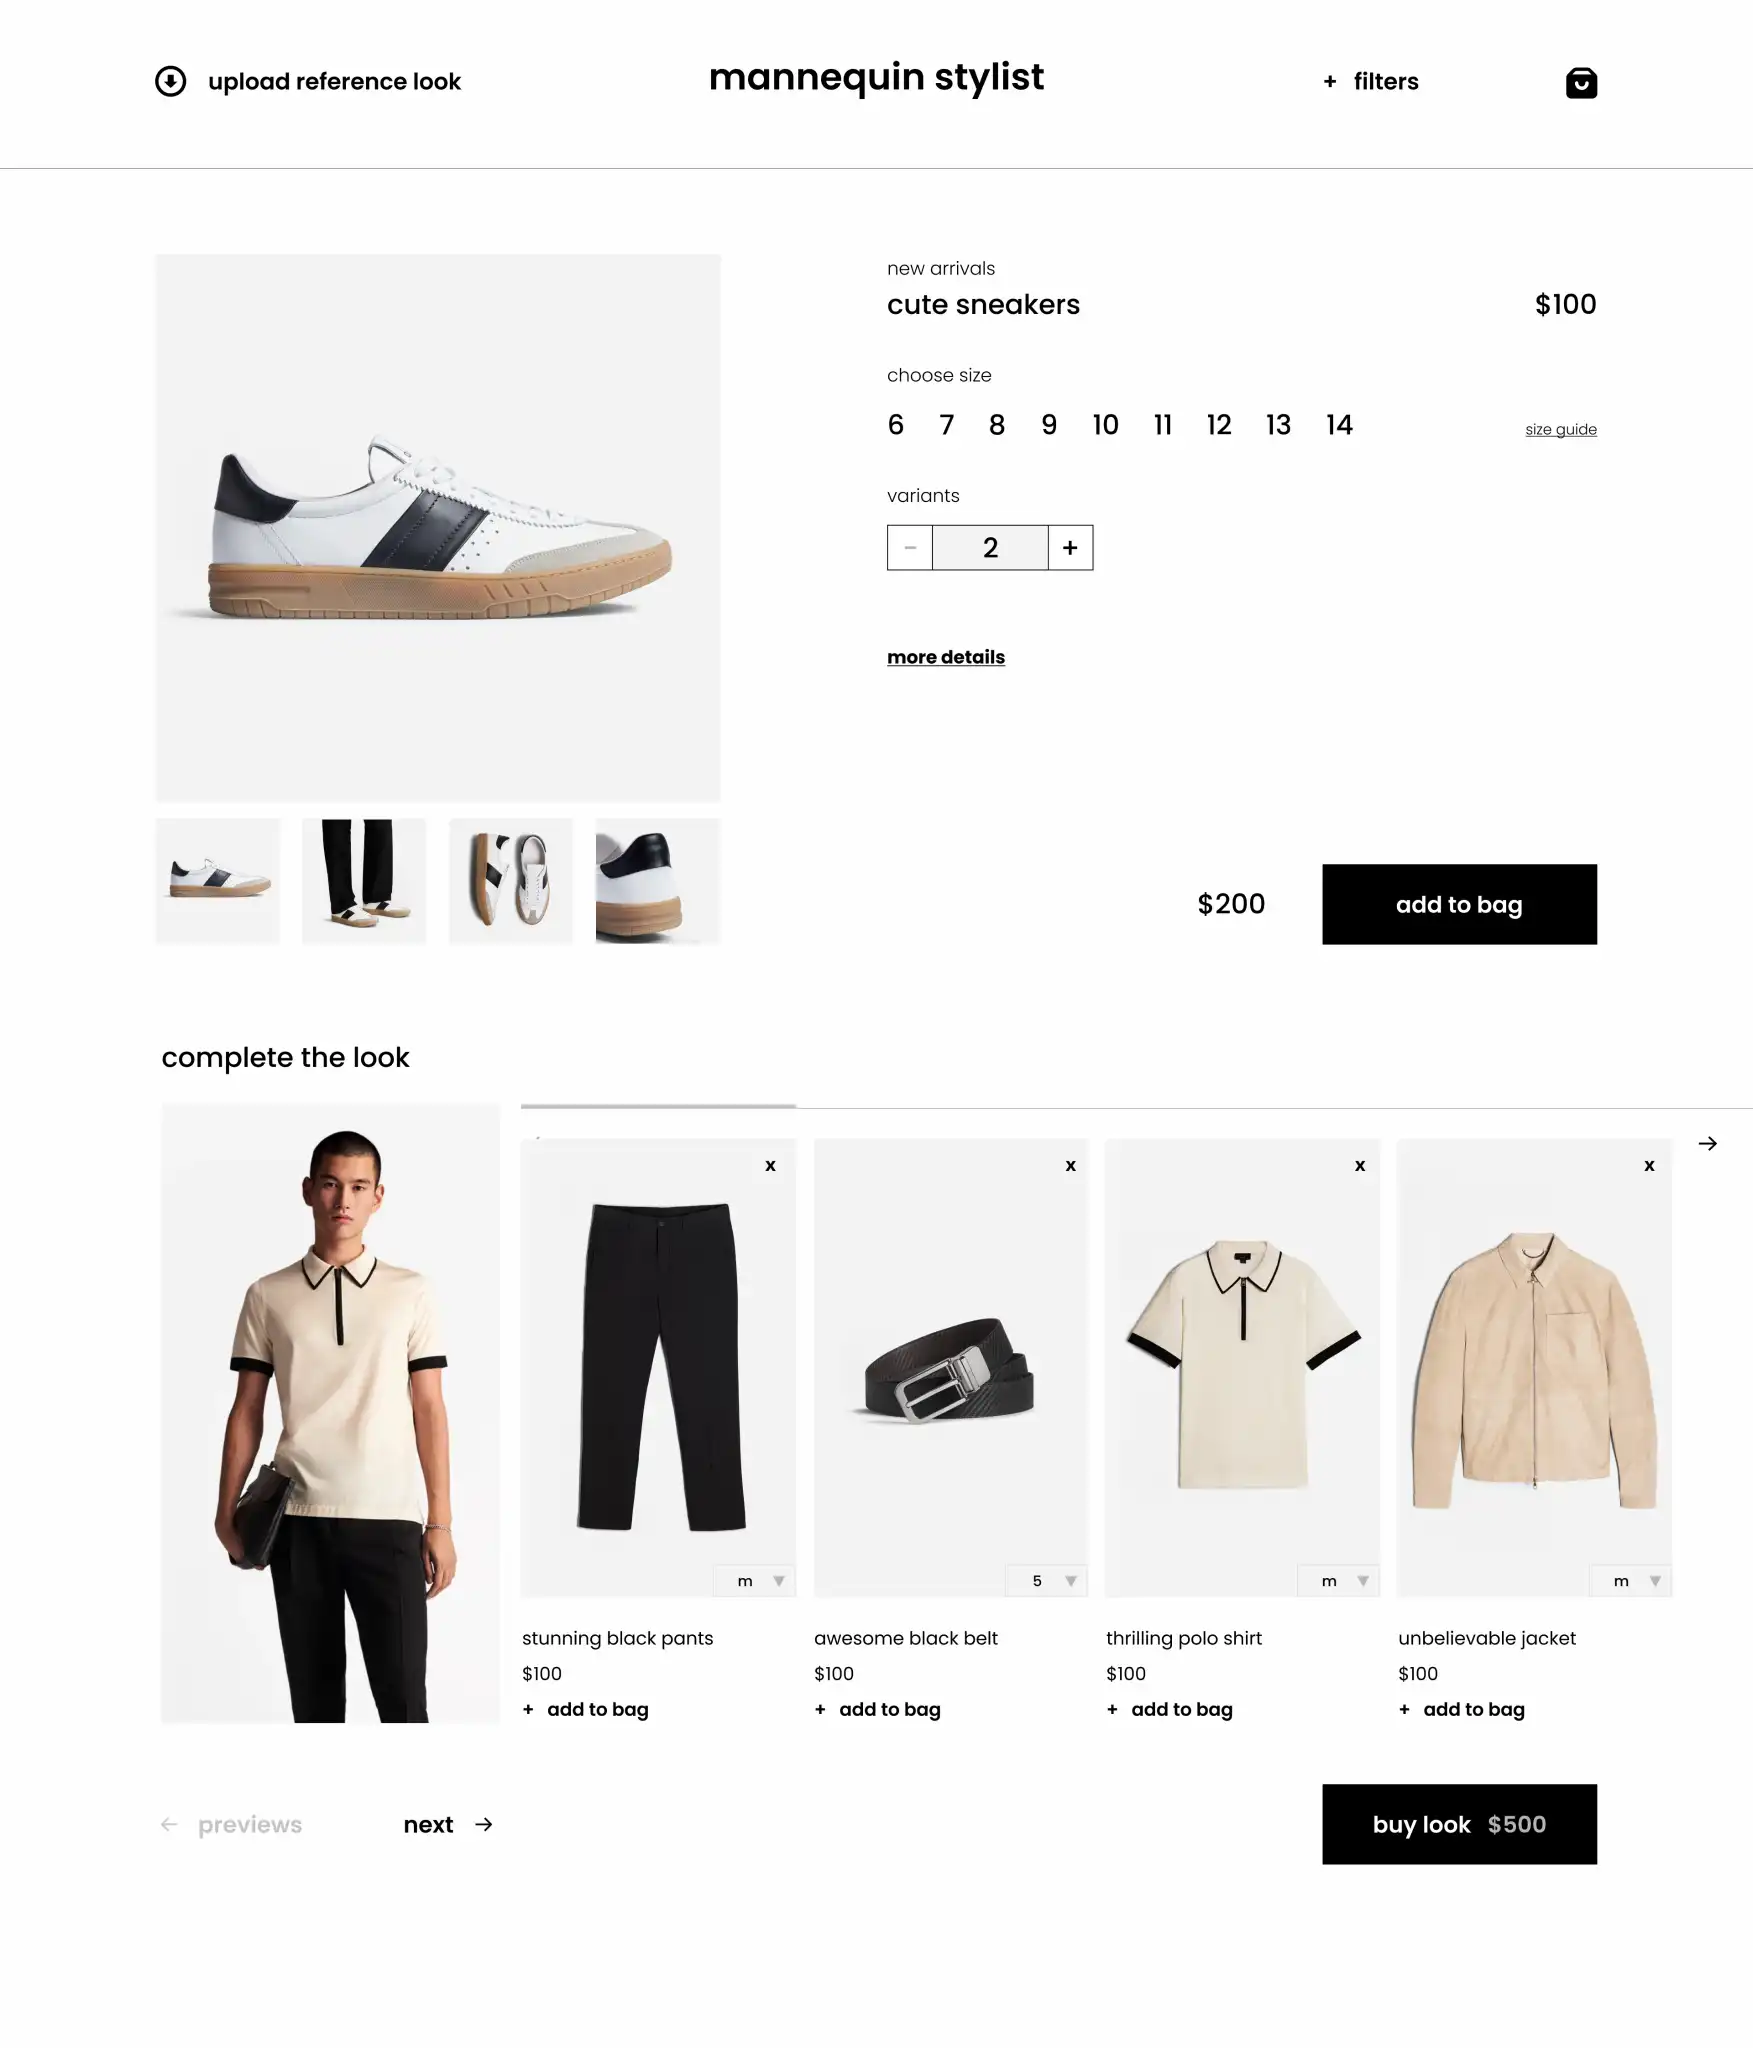 upload reference look
mannequin stylist
+ filters
new arrivals
cute sneakers
$100
choose size
6 7 8 9 10 11 12 13 14
size guide
variants
− 2 +
more details
$200
add to bag
complete the look
x
x
x
x
m
5
m
m
stunning black pants
$100
+ add to bag
awesome black belt
$100
+ add to bag
thrilling polo shirt
$100
+ add to bag
unbelievable jacket
$100
+ add to bag
previews
next
buy look $500